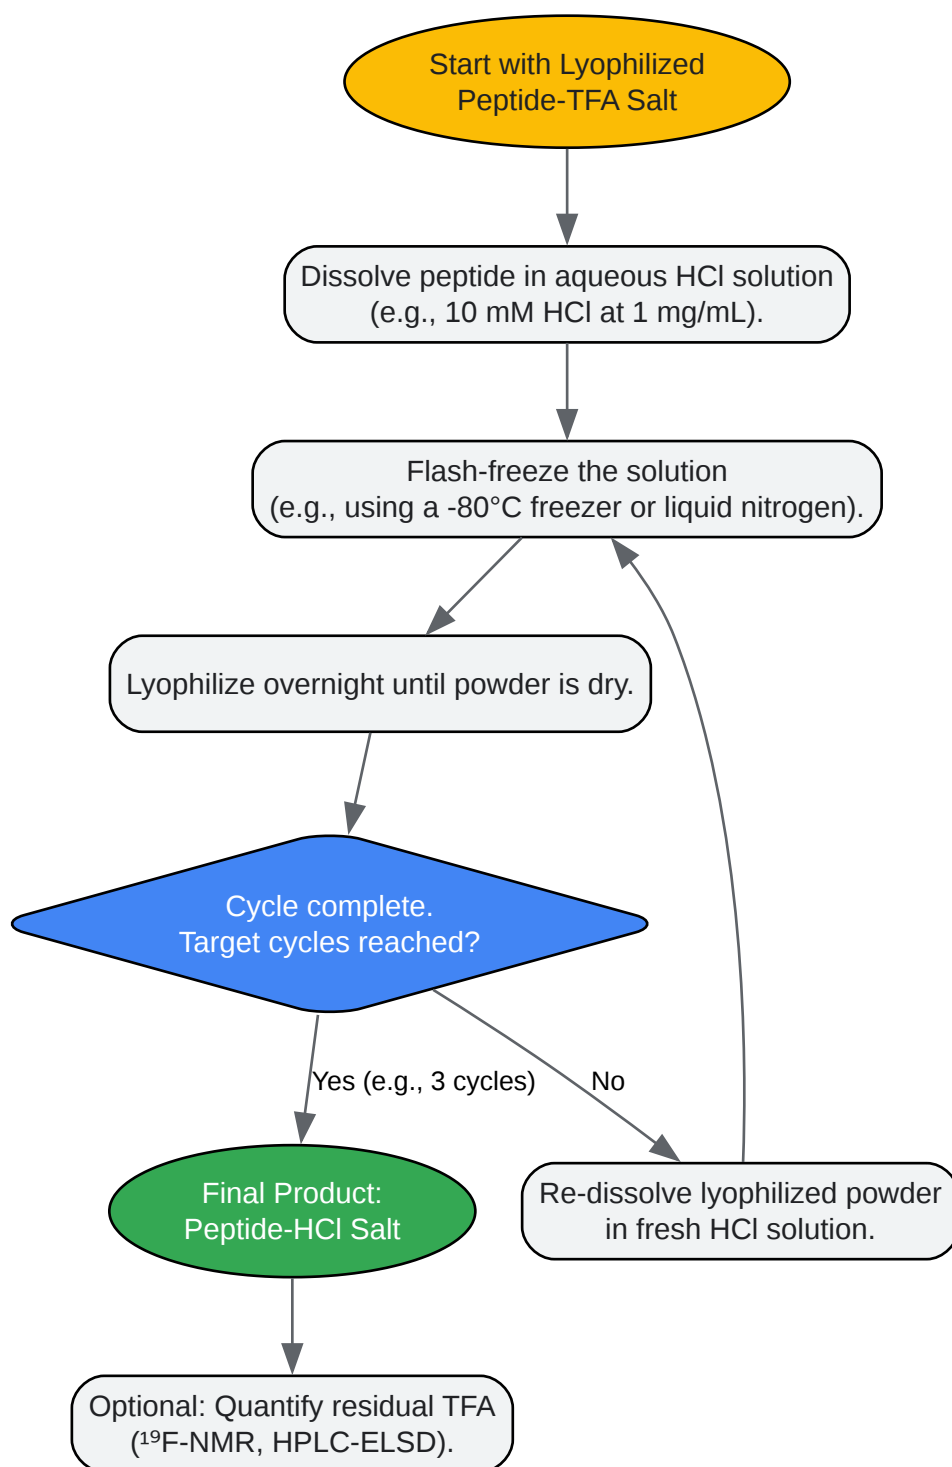 Start with Lyophilized
Peptide-TFA Salt
Dissolve peptide in aqueous HCl solution
(e.g., 10 mM HCl at 1 mg/mL).
Flash-freeze the solution
(e.g., using a -80°C freezer or liquid nitrogen).
Lyophilize overnight until powder is dry.
Cycle complete.
Target cycles reached?
Yes (e.g., 3 cycles)
No
Final Product:
Peptide-HCl Salt
Re-dissolve lyophilized powder
in fresh HCl solution.
Optional: Quantify residual TFA
(¹⁹F-NMR, HPLC-ELSD).